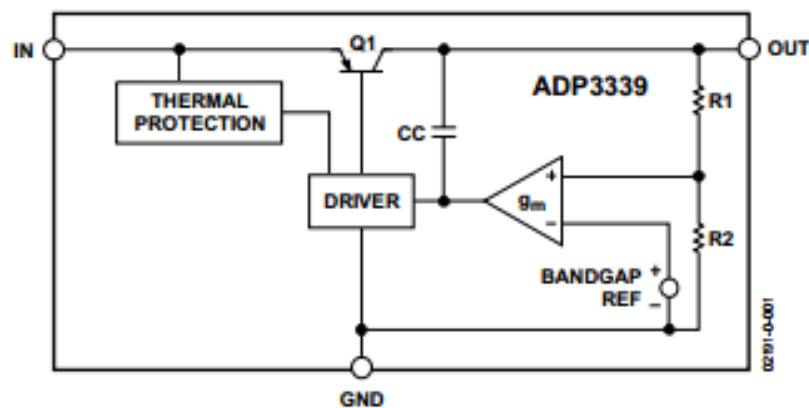 IN
Q1
OUT
THERMAL
PROTECTION
ADP3339
R1
CC
DRIVER
+
gm
−
R2
BANDGAP
REF
+
−
GND
02191-0-001